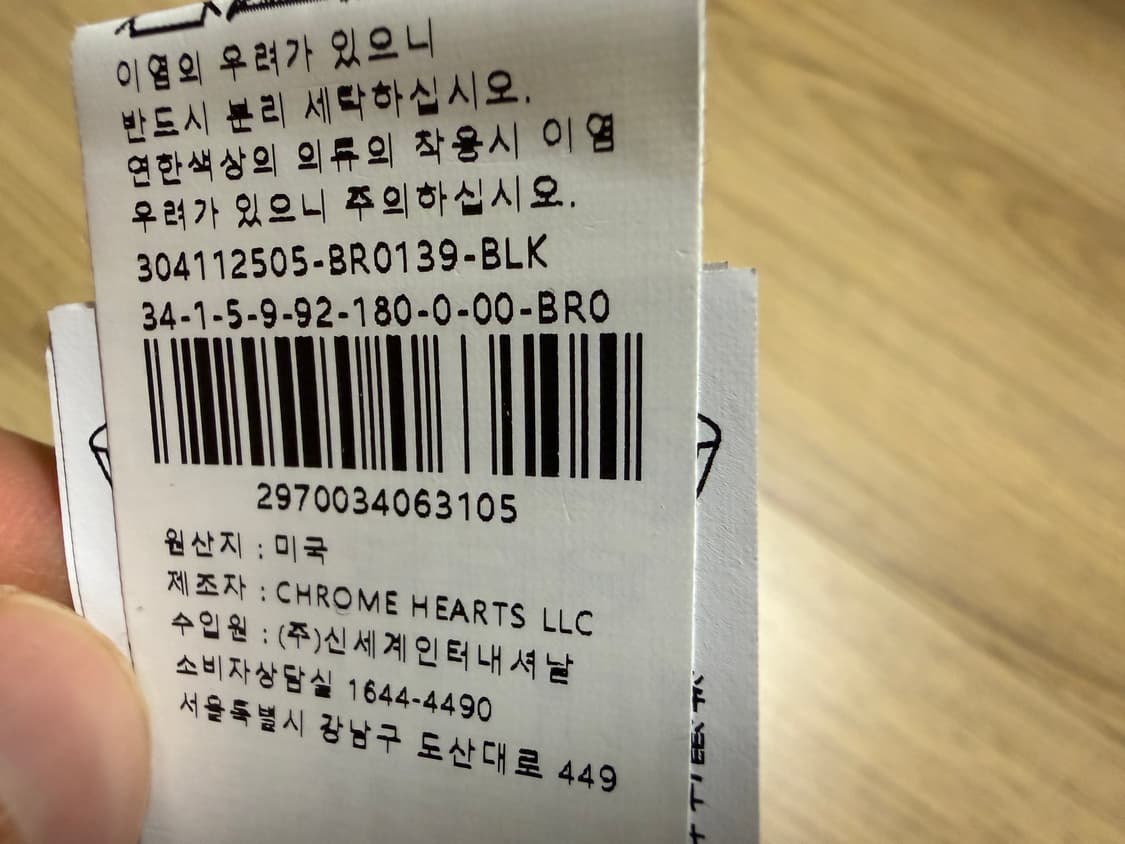 이염의 우려가 있으니
반드시 분리 세탁하십시오.
연한색상의 의류의 착용시 이염
우려가 있으니 주의하십시오.
304112505-BRO139-BLK
34-1-5-9-92-180-0-00-BRO
2970034063105
원산지 : 미국
제조자 : CHROME HEARTS LLC
수입원 : (주)신세계인터내셔날
소비자상담실 1644-4490
서울특별시 강남구 도산대로 449